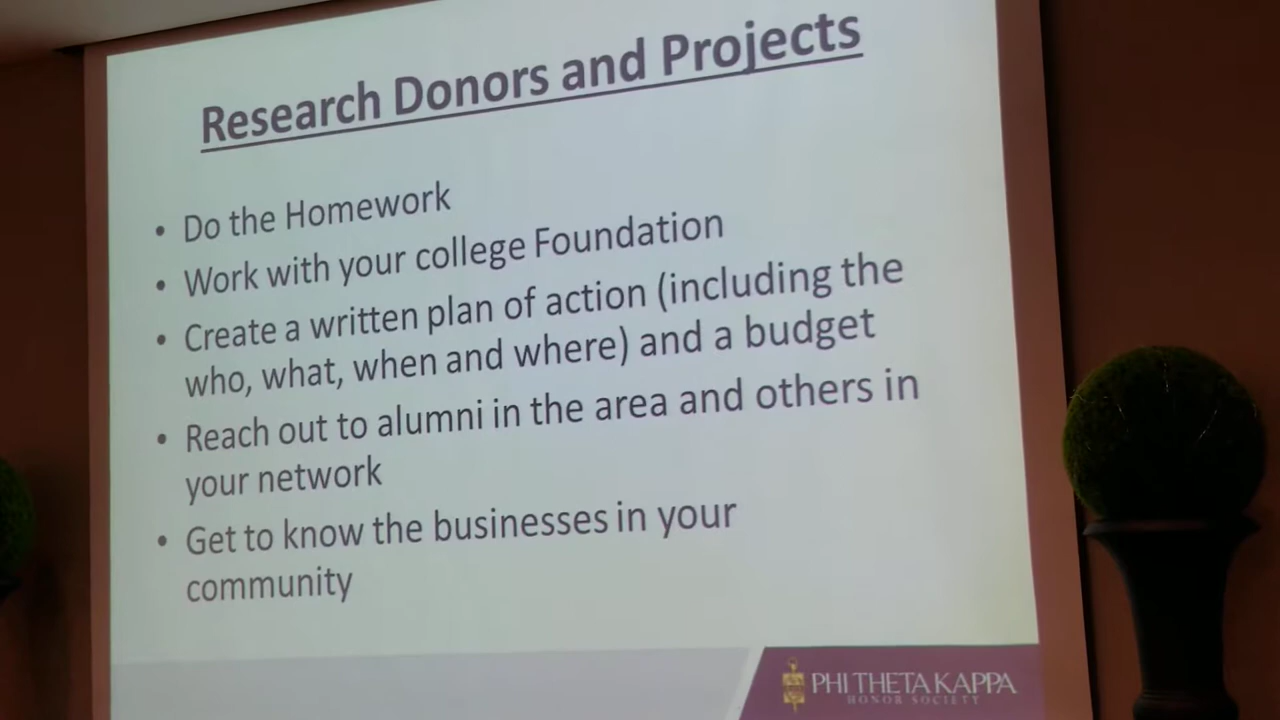 Research Donors and Projects
• Do the Homework
• Work with your college Foundation
• Create a written plan of action (including the
who, what, when and where) and a budget
• Reach out to alumni in the area and others in
your network
• Get to know the businesses in your
community
PHI THETA KAPPA
HONOR SOCIETY